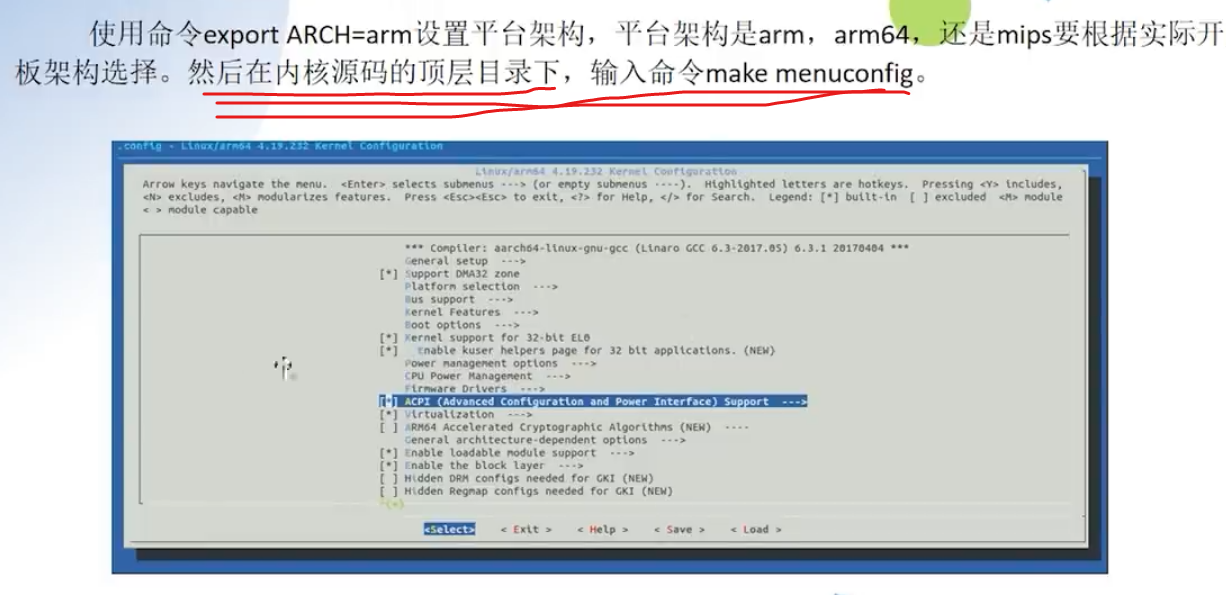 使用命令export ARCH=arm设置平台架构，平台架构是arm，arm64，还是mips要根据实际开
板架构选择。然后在内核源码的顶层目录下，输入命令make menuconfig。
.config - Linux/arm64 4.19.232 Kernel Configuration
Linux/arm64 4.19.232 Kernel Configuration
Arrow keys navigate the menu. <Enter> selects submenus ---> (or empty submenus ----). Highlighted letters are hotkeys. Pressing <Y> includes,
<N> excludes, <M> modularizes features. Press <Esc><Esc> to exit, <?> for Help, </> for Search. Legend: [*] built-in [ ] excluded <M> module
< > module capable
*** Compiler: aarch64-linux-gnu-gcc (Linaro GCC 6.3-2017.05) 6.3.1 20170404 ***
General setup --->
[*] Support DMA32 zone
Platform selection --->
Bus support --->
Kernel Features --->
Boot options --->
[*] Kernel support for 32-bit EL0
[*] Enable kuser helpers page for 32 bit applications. (NEW)
Power management options --->
CPU Power Management --->
Firmware Drivers --->
[*] ACPI (Advanced Configuration and Power Interface) Support --->
[*] Virtualization --->
[ ] ARM64 Accelerated Cryptographic Algorithms (NEW) ----
General architecture-dependent options --->
[*] Enable loadable module support --->
[*] Enable the block layer --->
[ ] Hidden DRM configs needed for GKI (NEW)
[ ] Hidden Regmap configs needed for GKI (NEW)
<Select> < Exit > < Help > < Save > < Load >